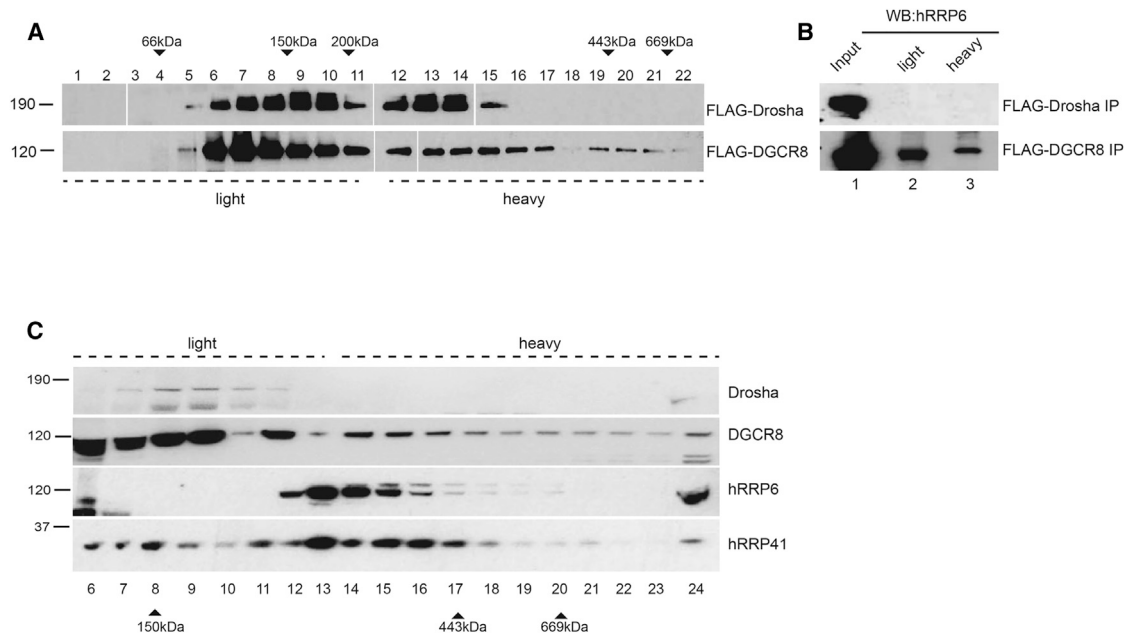 A
66kDa 150kDa 200kDa 443kDa 669kDa
1 2 3 4 5 6 7 8 9 10 11 12 13 14 15 16 17 18 19 20 21 22
190 FLAG-Drosha
120 FLAG-DGCR8
light heavy
B
WB:hRRP6
Input light heavy
FLAG-Drosha IP
FLAG-DGCR8 IP
1 2 3
C
light heavy
190 Drosha
120 DGCR8
120 hRRP6
37 hRRP41
6 7 8 9 10 11 12 13 14 15 16 17 18 19 20 21 22 23 24
150kDa 443kDa 669kDa